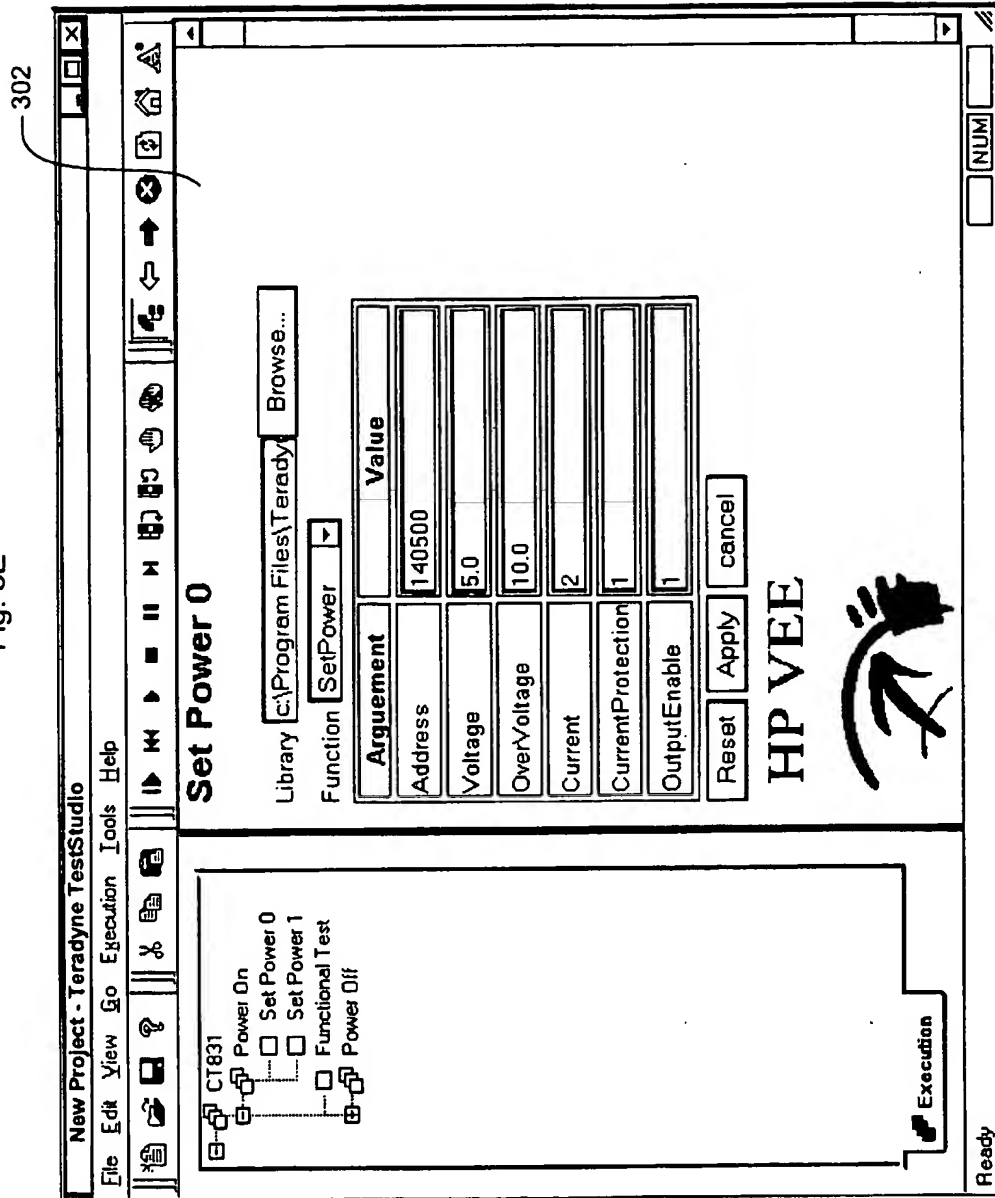 302
New Project - Teradyne TestStudio
File Edit View Go Execution Tools Help
CT831
Power On
Set Power 0
Set Power 1
Functional Test
Power Off
Execution
Set Power 0
Library c:\Program Files\Terady Browse...
Function SetPower
Arguement Value
Address 140500
Voltage 5.0
OverVoltage 10.0
Current 2
CurrentProtection 1
OutputEnable 1
Reset Apply cancel
HP VEE
Ready NUM